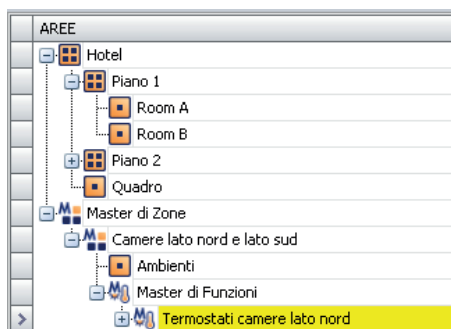 AREE
Hotel
Piano 1
Room A
Room B
Piano 2
Quadro
Master di Zone
Camere lato nord e lato sud
Ambienti
Master di Funzioni
Termostati camere lato nord